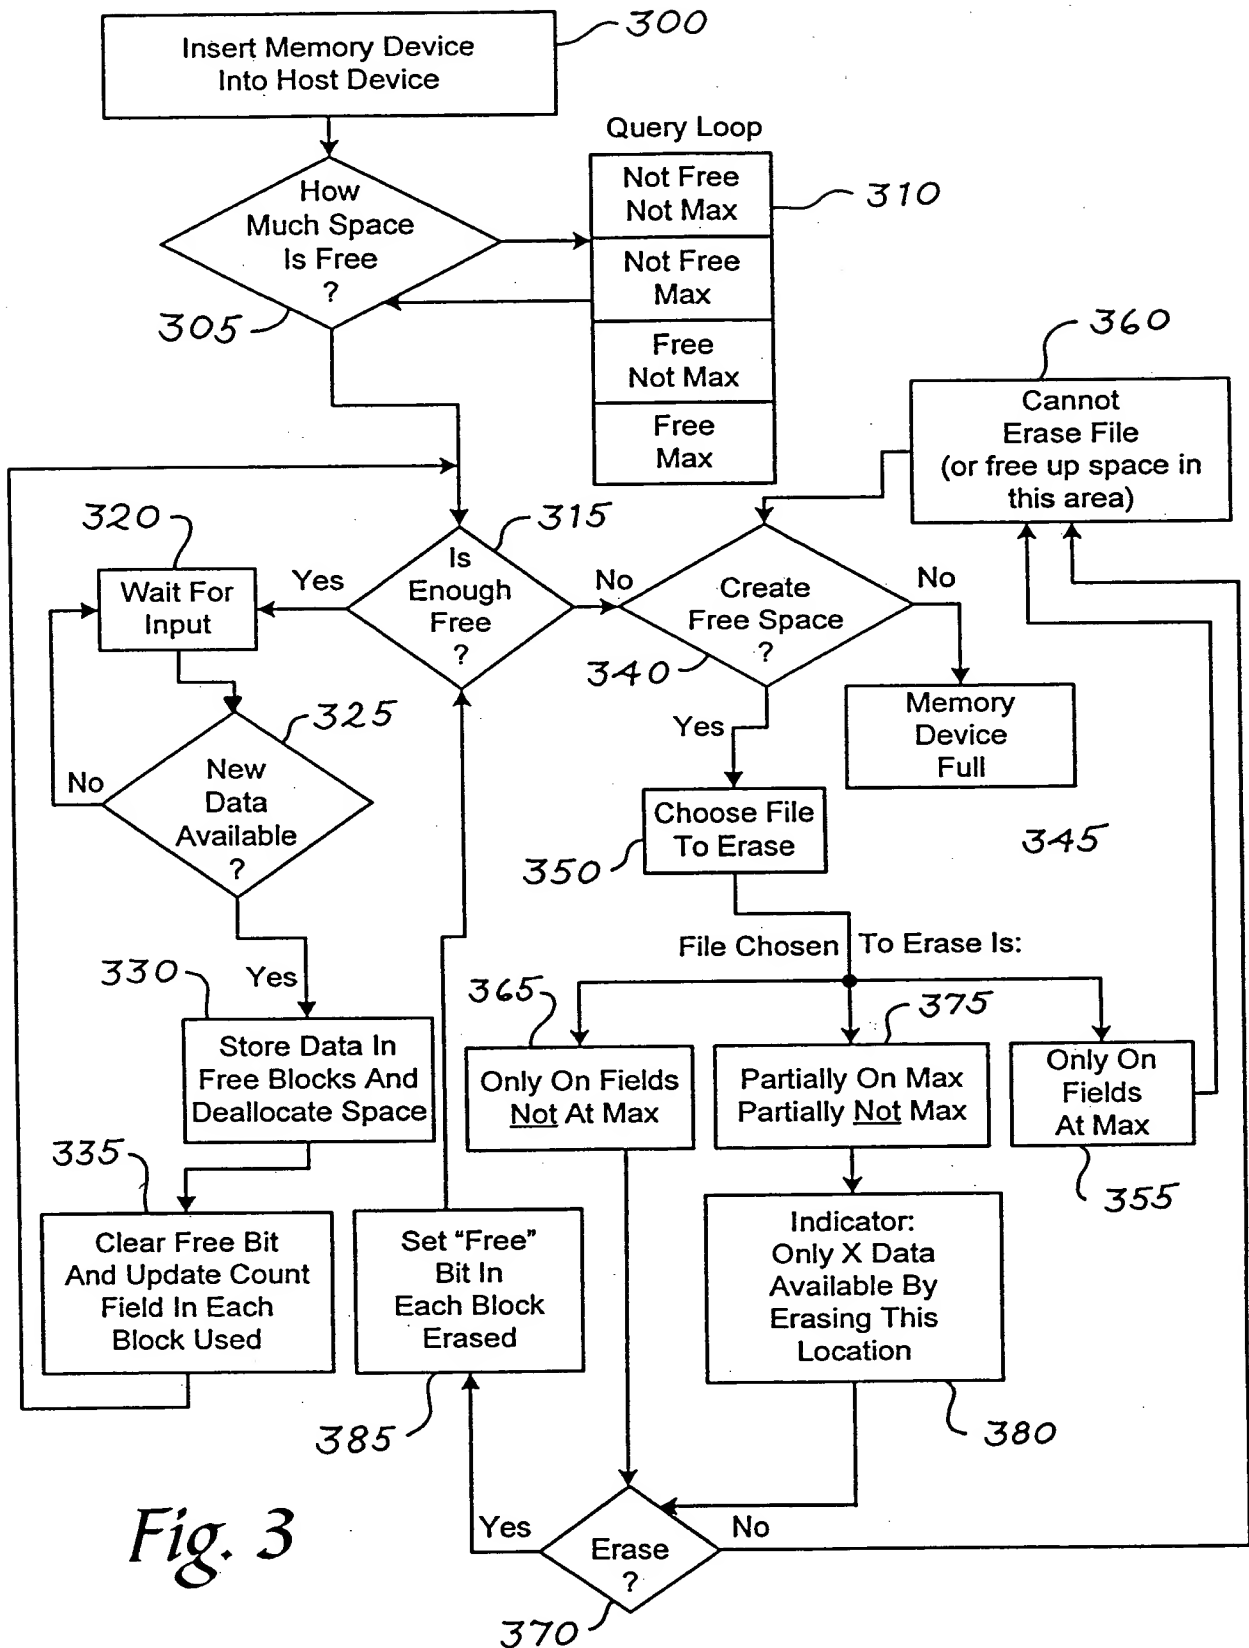 Insert Memory Device
Into Host Device
300
Query Loop
How
Much Space
Is Free
?
305
Not Free
Not Max
310
Not Free
Max
Free
Not Max
Free
Max
360
Cannot
Erase File
(or free up space in
this area)
320
Wait For
Input
Yes
315
Is
Enough
Free
?
No
Create
Free Space
?
340
No
Memory
Device
Full
345
325
New
Data
Available
?
No
Yes
Yes
Choose File
To Erase
350
File Chosen To Erase Is:
330
Store Data In
Free Blocks And
Deallocate Space
365
Only On Fields
Not At Max
375
Partially On Max
Partially Not Max
Only On
Fields
At Max
355
335
Clear Free Bit
And Update Count
Field In Each
Block Used
Set “Free”
Bit In
Each Block
Erased
385
Indicator:
Only X Data
Available By
Erasing This
Location
380
Yes
Erase
?
No
370
Fig. 3